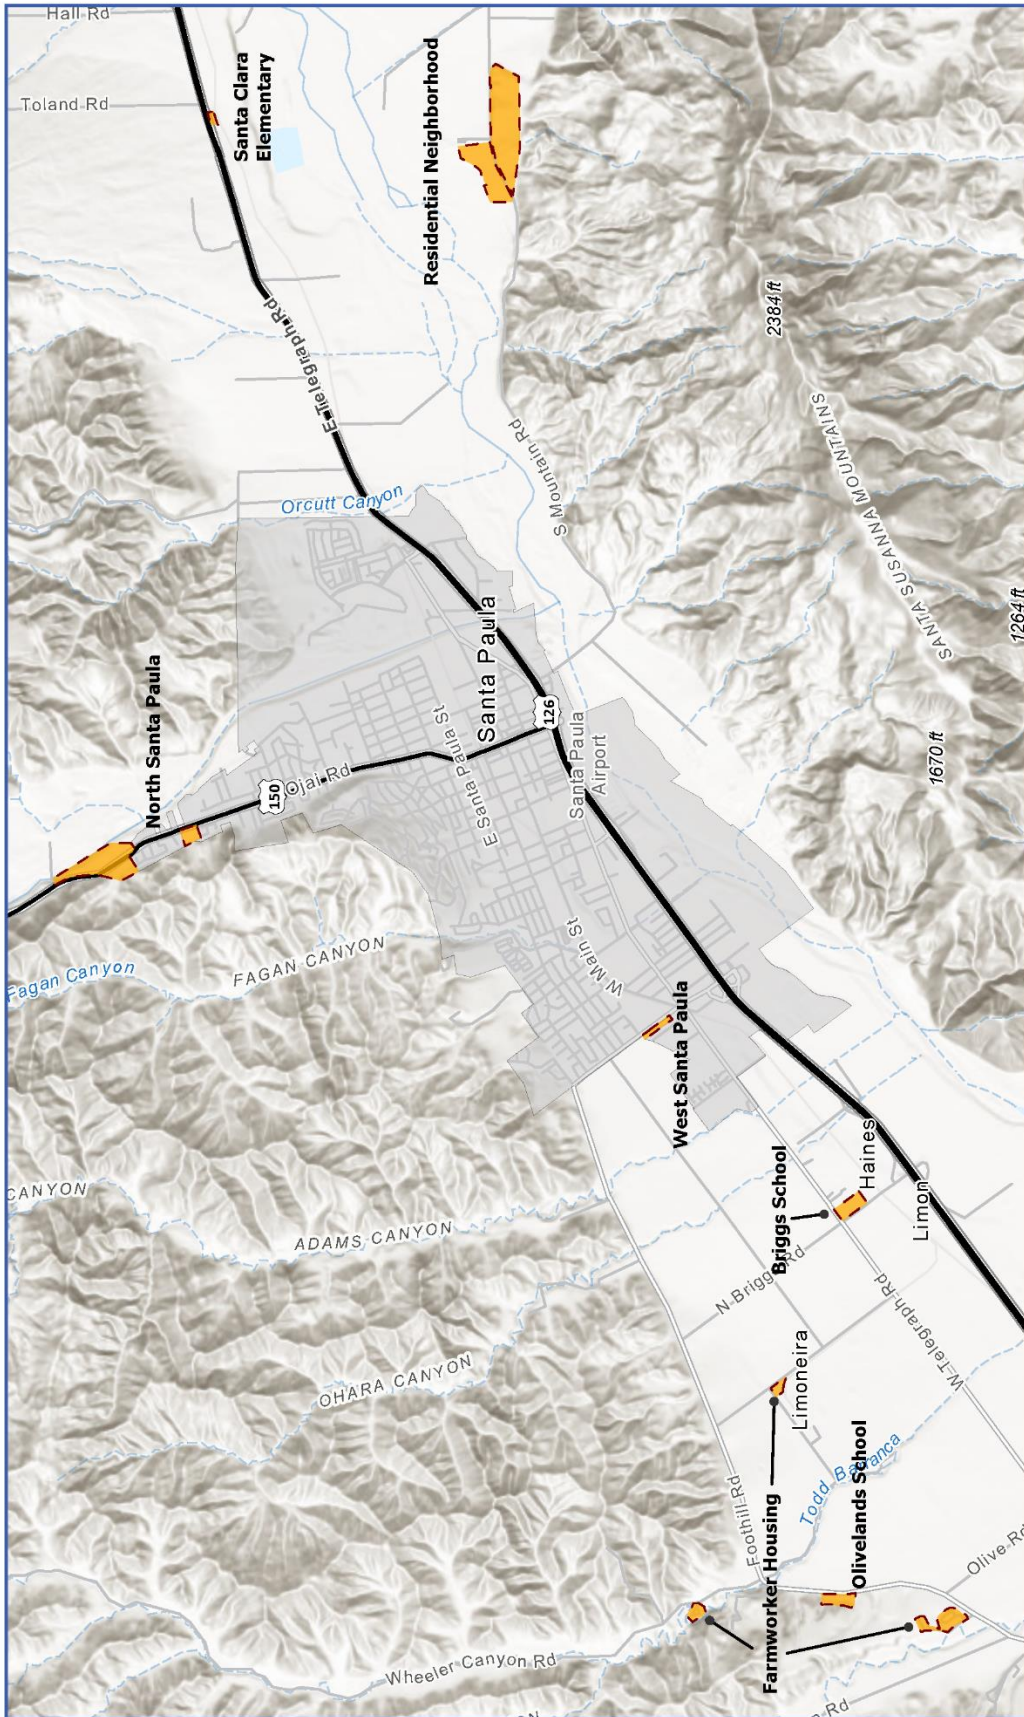 Hall Rd
Toland Rd
Santa Clara
Elementary
Residential Neighborhood
E Telegraph Rd
2384 ft
S Mountain Rd
Orcutt Canyon
SANTA SUSANNA MOUNTAINS
1264 ft
North Santa Paula
Santa Paula
126
150
Ojai Rd
E Santa Paula St
Santa Paula
Airport
1670 ft
Fagan Canyon
FAGAN CANYON
W Main St
West Santa Paula
CANYON
ADAMS CANYON
Briggs School
Haines
Limon
N Briggs Rd
W Telegraph Rd
OHARA CANYON
Limoneira
Foothill Rd
Todd Barranca
Olivelands School
Farmworker Housing
Olive Rd
Wheeler Canyon Rd
Rd